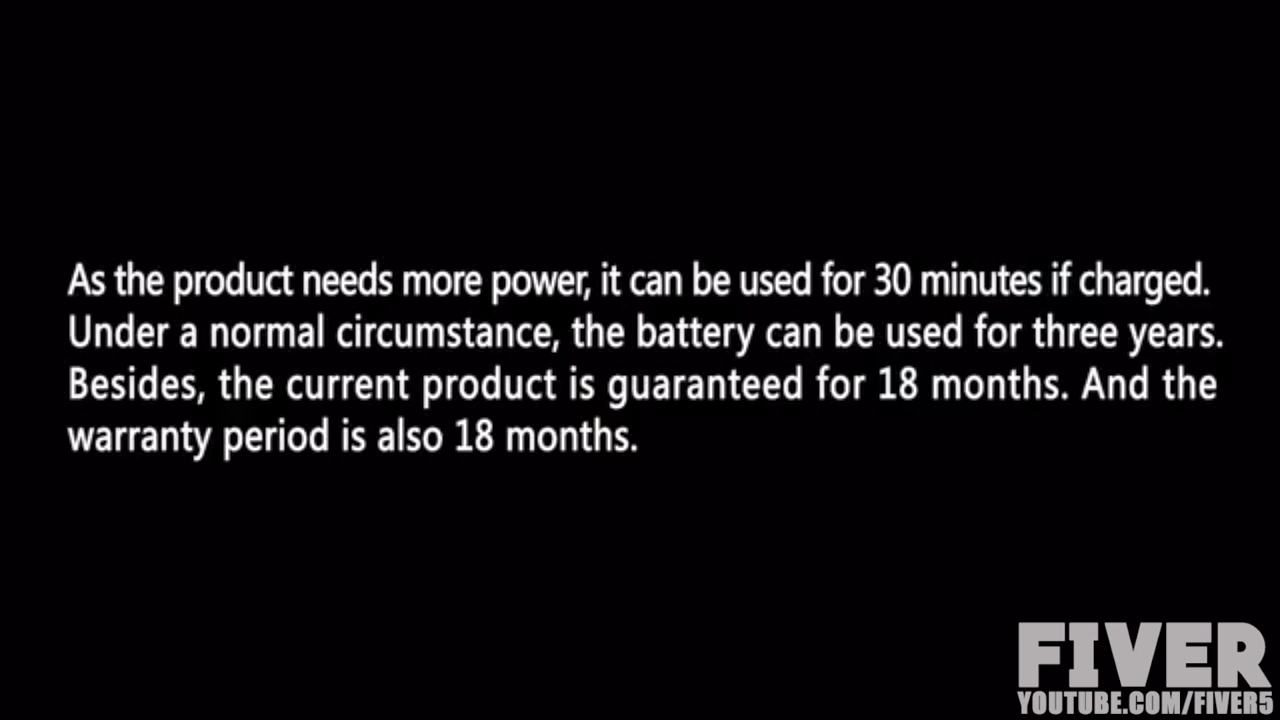 As the product needs more power, it can be used for 30 minutes if charged.
Under a normal circumstance, the battery can be used for three years.
Besides, the current product is guaranteed for 18 months. And the
warranty period is also 18 months.
FIVER
YOUTUBE.COM/FIVER5